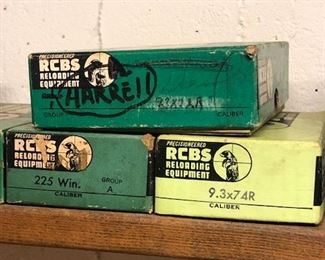 PRECISIONEERED
RCBS
RELOADING
EQUIPMENT
HARRELL
GROUP
CALIBER
PRECISIONEERED
RCBS
RELOADING
EQUIPMENT
225 Win.
GROUP
A
CALIBER
PRECISIONEERED
RCBS
RELOADING
EQUIPMENT
9.3x74R
CALIBER